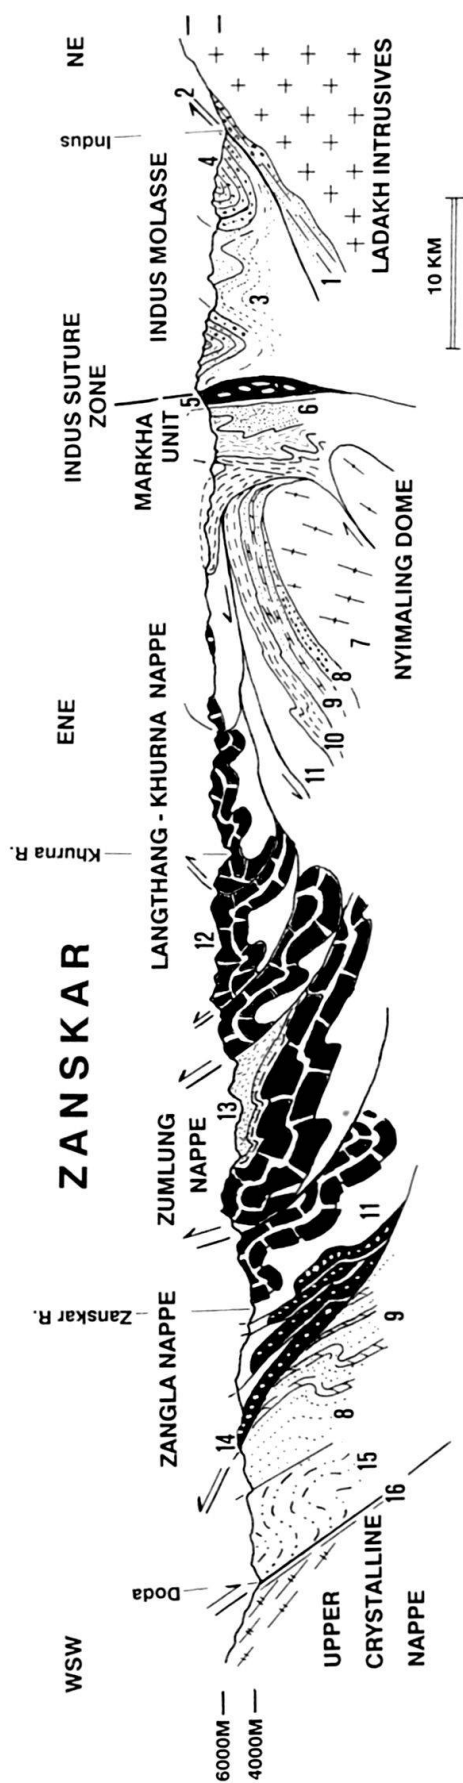 ZANSKAR
WSW
ENE
NE
Doda
Zanskar R.
Khurna R.
Indus
ZANGLA NAPPE
ZUMLUNG
NAPPE
LANGTHANG - KHURNA NAPPE
MARKHA
UNIT
INDUS SUTURE
ZONE
INDUS MOLASSE
6000M
4000M
14
13
12
5
4
2
UPPER
CRYSTALLINE
NAPPE
16
15
8
9
11
11
10
9
8
7
6
3
1
NYIMALING DOME
LADAKH INTRUSIVES
10 KM